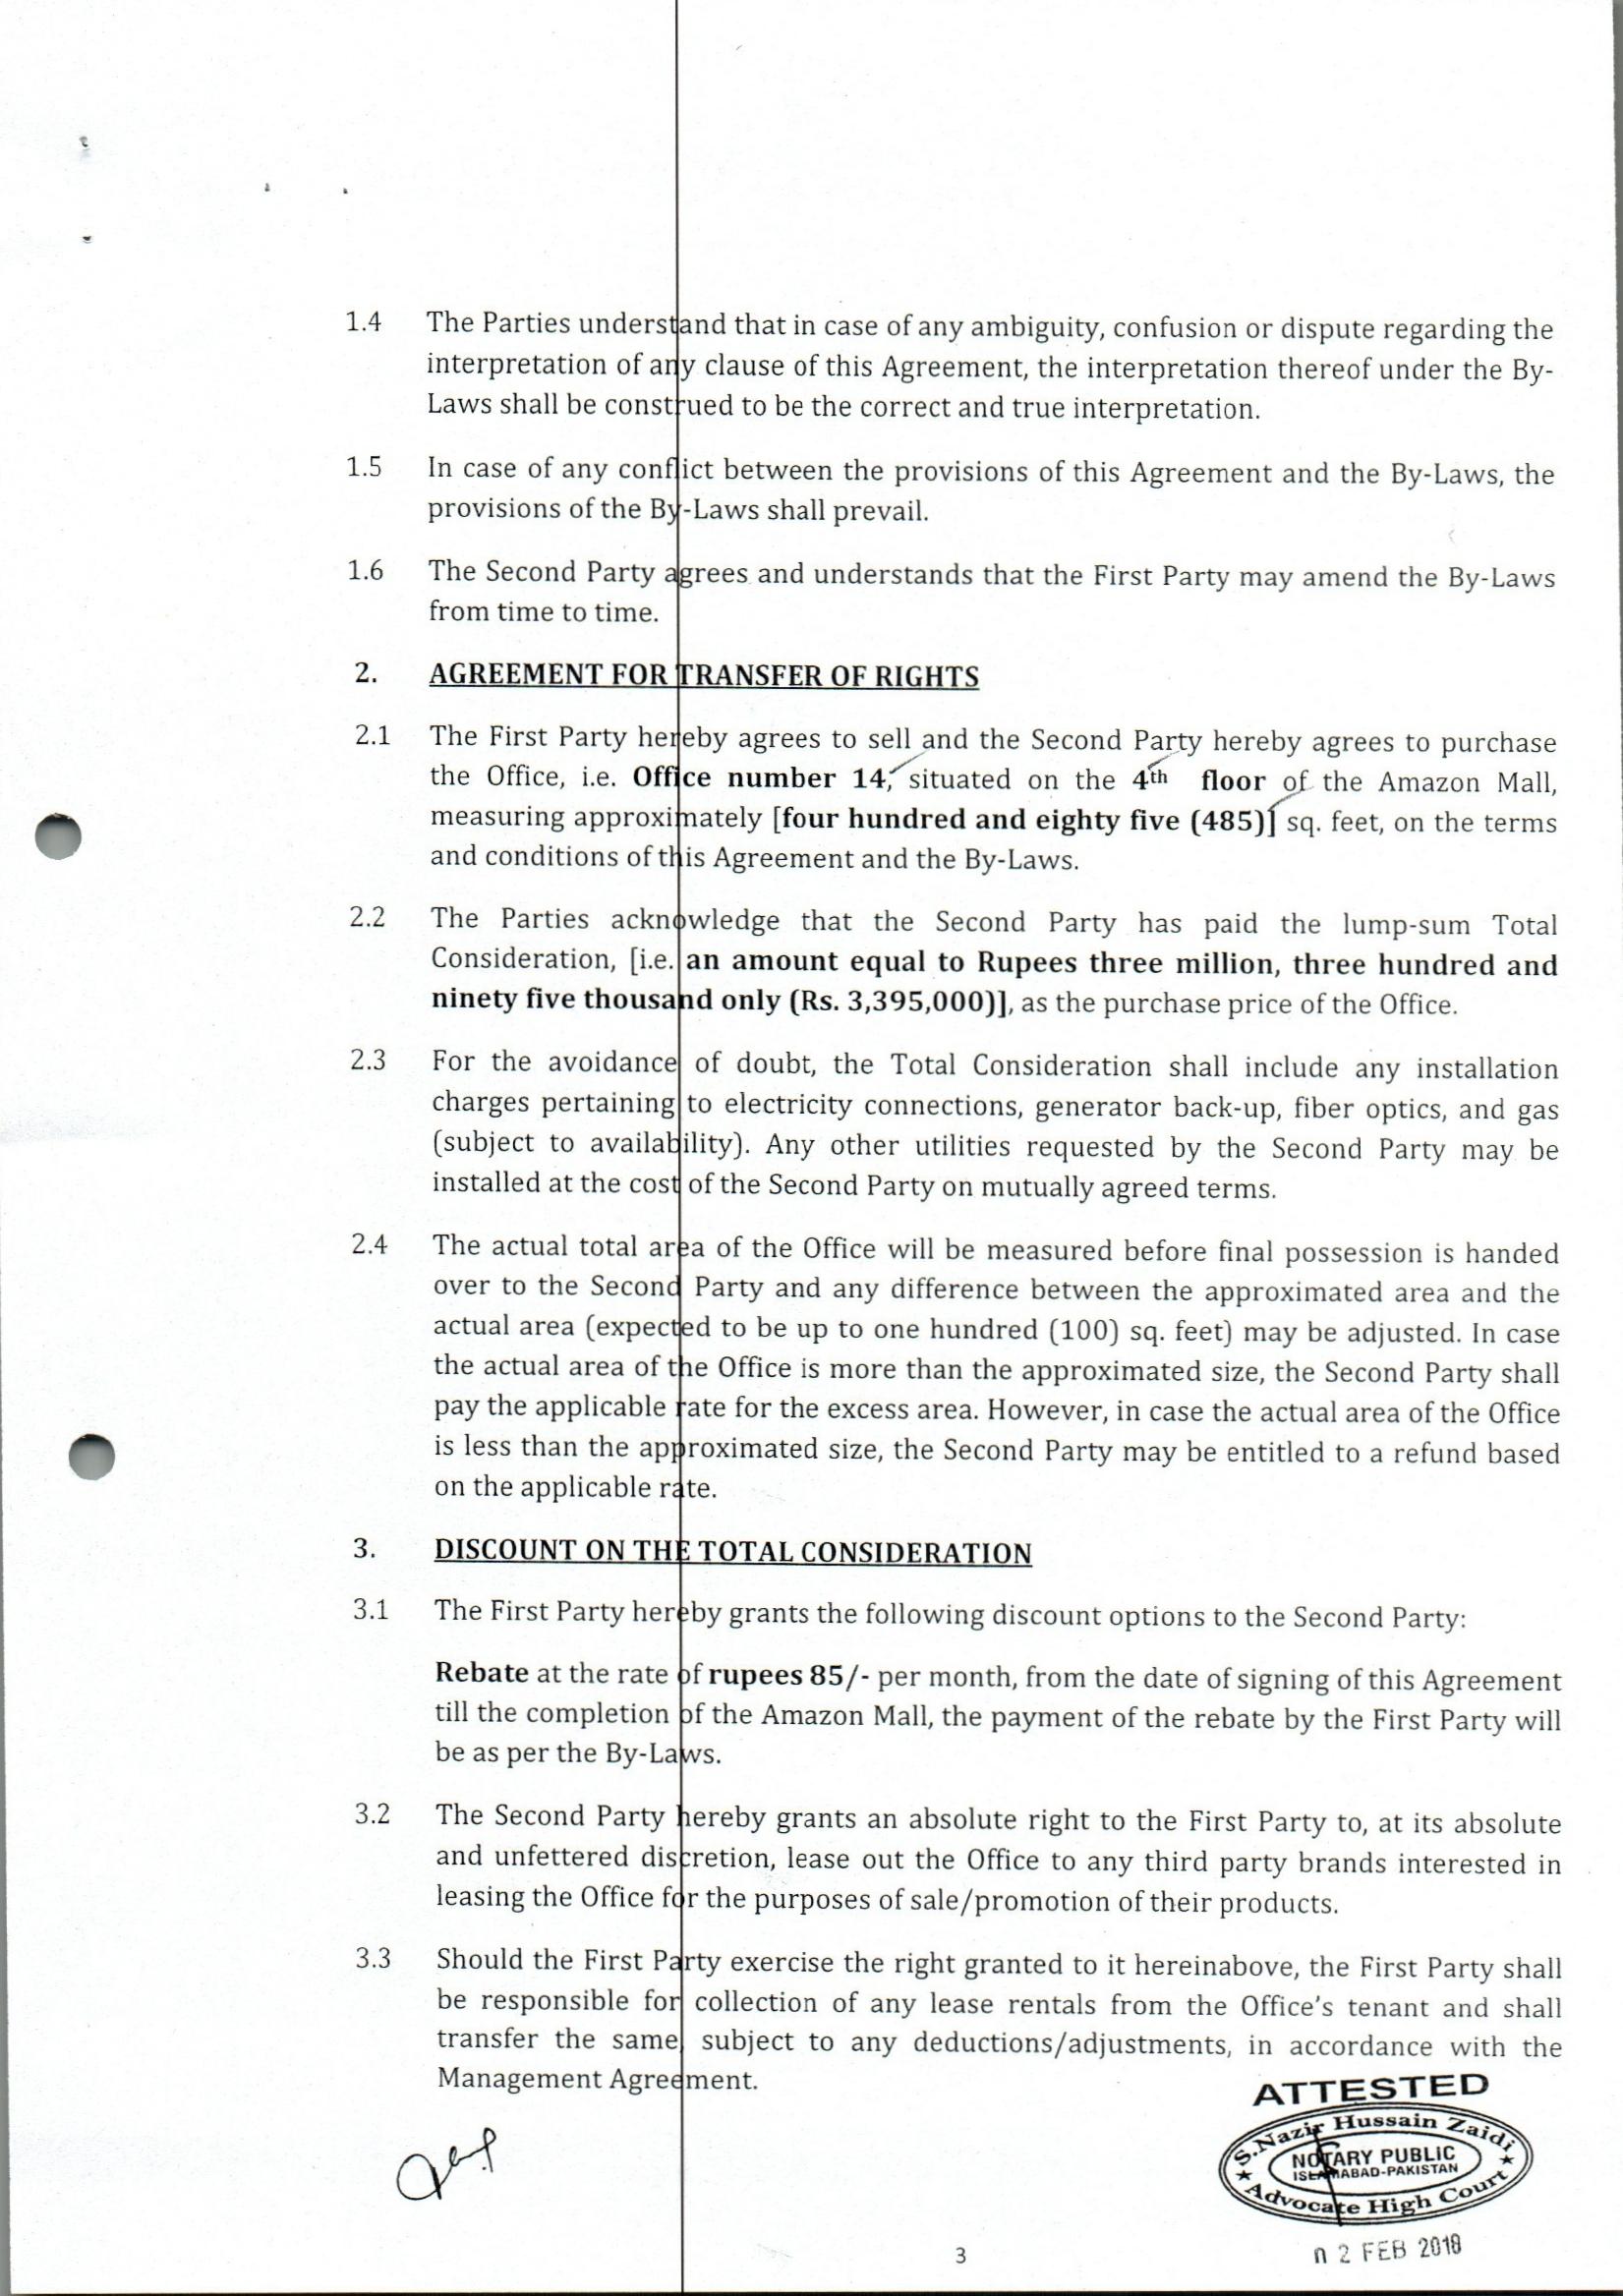 1.4 The Parties understand that in case of any ambiguity, confusion or dispute regarding the
interpretation of any clause of this Agreement, the interpretation thereof under the By-
Laws shall be construed to be the correct and true interpretation.
1.5 In case of any conflict between the provisions of this Agreement and the By-Laws, the
provisions of the By-Laws shall prevail.
1.6 The Second Party agrees and understands that the First Party may amend the By-Laws
from time to time.
2. AGREEMENT FOR TRANSFER OF RIGHTS
2.1 The First Party hereby agrees to sell and the Second Party hereby agrees to purchase
the Office, i.e. Office number 14, situated on the 4th floor of the Amazon Mall,
measuring approximately [four hundred and eighty five (485)] sq. feet, on the terms
and conditions of this Agreement and the By-Laws.
2.2 The Parties acknowledge that the Second Party has paid the lump-sum Total
Consideration, [i.e. an amount equal to Rupees three million, three hundred and
ninety five thousand only (Rs. 3,395,000)], as the purchase price of the Office.
2.3 For the avoidance of doubt, the Total Consideration shall include any installation
charges pertaining to electricity connections, generator back-up, fiber optics, and gas
(subject to availability). Any other utilities requested by the Second Party may be
installed at the cost of the Second Party on mutually agreed terms.
2.4 The actual total area of the Office will be measured before final possession is handed
over to the Second Party and any difference between the approximated area and the
actual area (expected to be up to one hundred (100) sq. feet) may be adjusted. In case
the actual area of the Office is more than the approximated size, the Second Party shall
pay the applicable rate for the excess area. However, in case the actual area of the Office
is less than the approximated size, the Second Party may be entitled to a refund based
on the applicable rate.
3. DISCOUNT ON THE TOTAL CONSIDERATION
3.1 The First Party hereby grants the following discount options to the Second Party:
Rebate at the rate of rupees 85/- per month, from the date of signing of this Agreement
till the completion of the Amazon Mall, the payment of the rebate by the First Party will
be as per the By-Laws.
3.2 The Second Party hereby grants an absolute right to the First Party to, at its absolute
and unfettered discretion, lease out the Office to any third party brands interested in
leasing the Office for the purposes of sale/promotion of their products.
3.3 Should the First Party exercise the right granted to it hereinabove, the First Party shall
be responsible for collection of any lease rentals from the Office's tenant and shall
transfer the same, subject to any deductions/adjustments, in accordance with the
Management Agreement.
ATTESTED
S.Nazir Hussain Zaidi
NOTARY PUBLIC
ISLAMABAD-PAKISTAN
Advocate High Court
3
02 FEB 2018